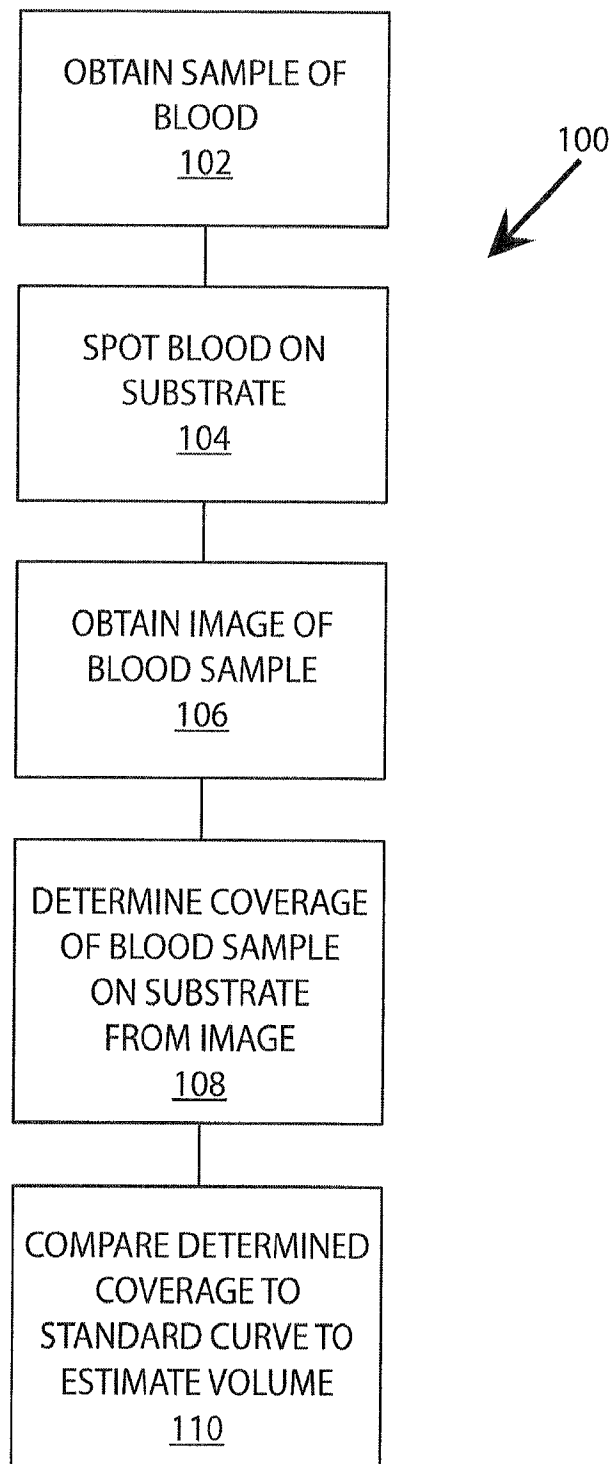 OBTAIN SAMPLE OF
BLOOD
102
100
SPOT BLOOD ON
SUBSTRATE
104
OBTAIN IMAGE OF
BLOOD SAMPLE
106
DETERMINE COVERAGE
OF BLOOD SAMPLE
ON SUBSTRATE
FROM IMAGE
108
COMPARE DETERMINED
COVERAGE TO
STANDARD CURVE TO
ESTIMATE VOLUME
110